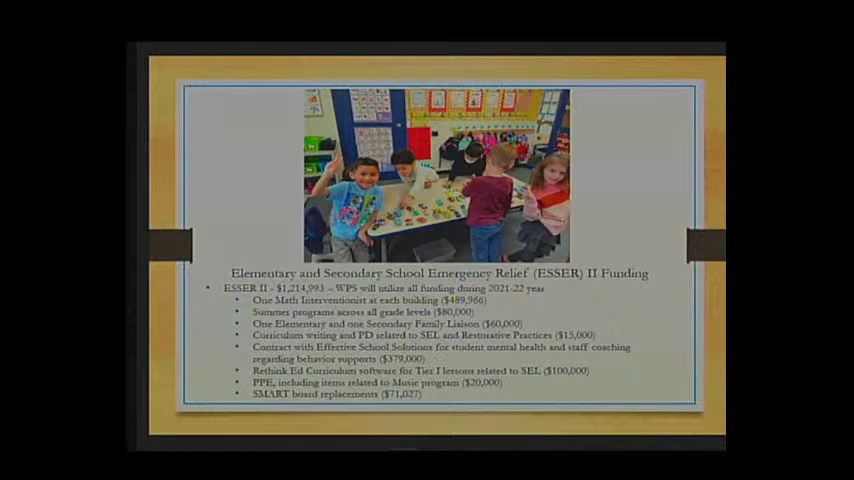 Elementary and Secondary School Emergency Relief (ESSER) II Funding
• ESSER II - $1,214,993 – WPS will utilize all funding during 2021-22 year
• One Math Interventionist at each building ($489,966)
• Summer programs across all grade levels ($80,000)
• One Elementary and one Secondary Family Liaison ($60,000)
• Curriculum writing and PD related to SEL and Restorative Practices ($15,000)
• Contract with Effective School Solutions for student mental health and staff coaching
regarding behavior supports ($379,000)
• Rethink Ed Curriculum software for Tier I lessons related to SEL ($100,000)
• PPE, including items related to Music program ($20,000)
• SMART board replacements ($71,027)